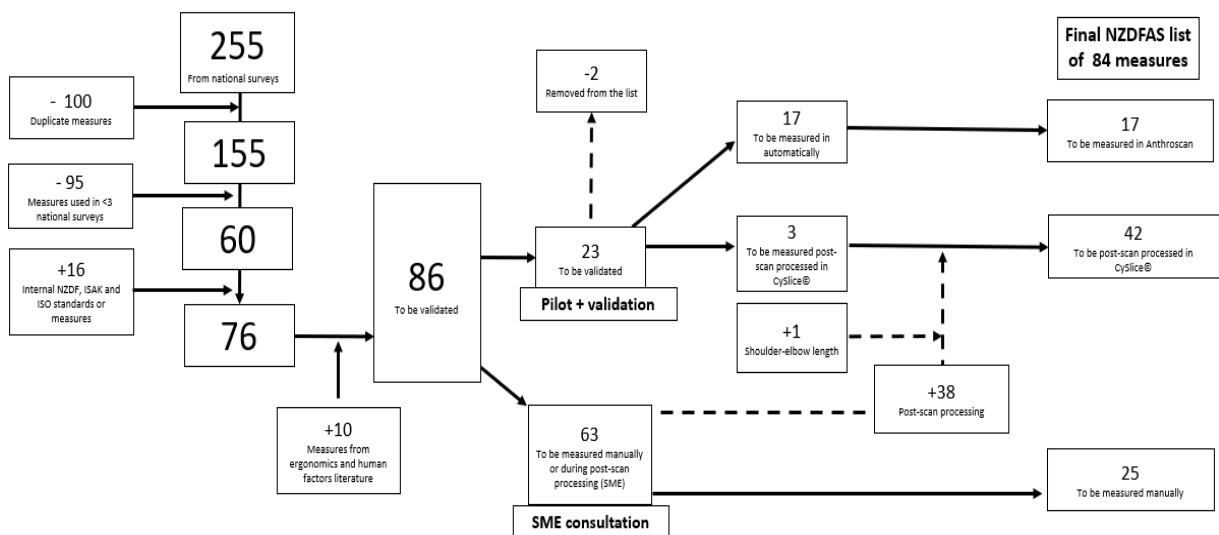 255
From national surveys
- 100
Duplicate measures
155
- 95
Measures used in <3
national surveys
60
+16
Internal NZDF, ISAK and
ISO standards or
measures
76
+10
Measures from
ergonomics and human
factors literature
86
To be validated
-2
Removed from the list
23
To be validated
Pilot + validation
63
To be measured manually
or during post-scan
processing (SME)
SME consultation
17
To be measured in
automatically
3
To be measured post-
scan processed in
CySlice©
+1
Shoulder-elbow length
+38
Post-scan processing
Final NZDFAS list
of 84 measures
17
To be measured in Anthroscan
42
To be post-scan processed in
CySlice©
25
To be measured manually